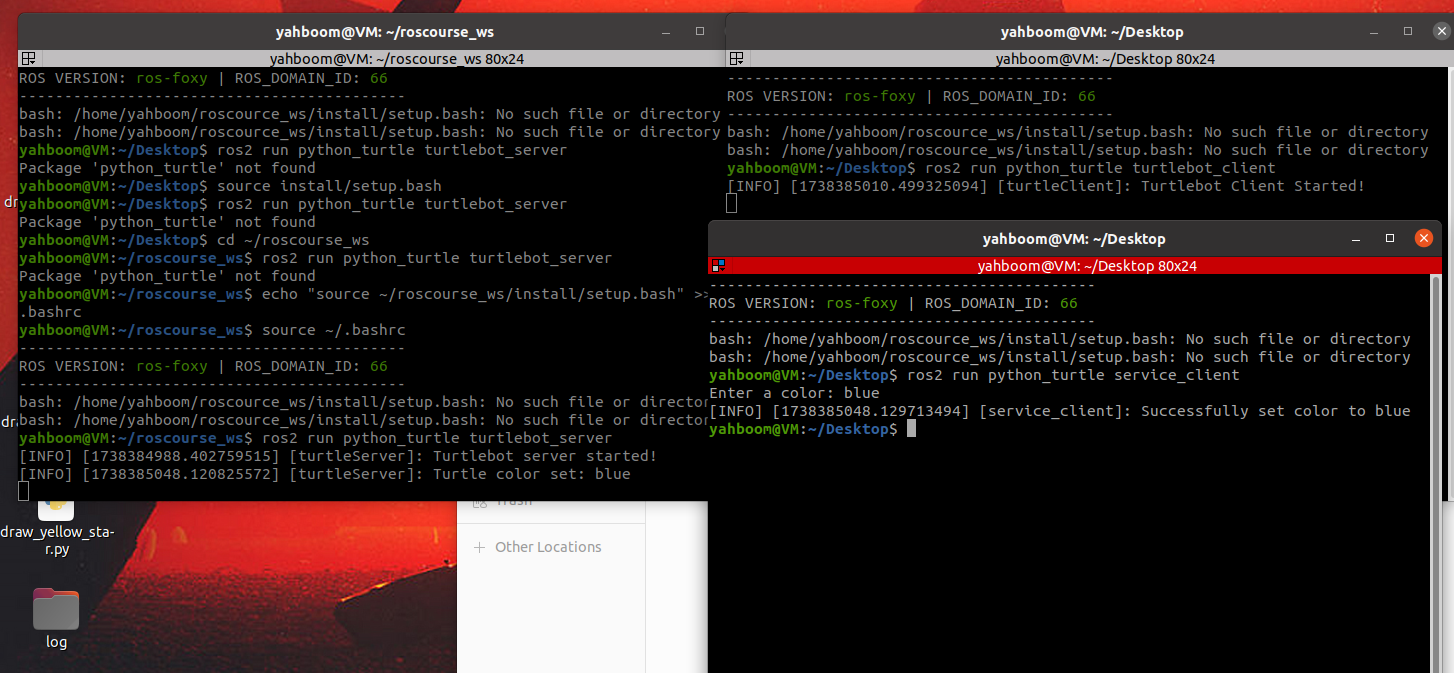 yahboom@VM: ~/roscourse_ws
yahboom@VM: ~/roscourse_ws 80x24
ROS VERSION: ros-foxy | ROS_DOMAIN_ID: 66
-------------------------------------------
bash: /home/yahboom/roscource_ws/install/setup.bash: No such file or directory
bash: /home/yahboom/roscource_ws/install/setup.bash: No such file or directory
yahboom@VM:~/Desktop$ ros2 run python_turtle turtlebot_server
Package 'python_turtle' not found
yahboom@VM:~/Desktop$ source install/setup.bash
yahboom@VM:~/Desktop$ ros2 run python_turtle turtlebot_server
Package 'python_turtle' not found
yahboom@VM:~/Desktop$ cd ~/roscourse_ws
yahboom@VM:~/roscourse_ws$ ros2 run python_turtle turtlebot_server
Package 'python_turtle' not found
yahboom@VM:~/roscourse_ws$ echo "source ~/roscourse_ws/install/setup.bash" >>
.bashrc
yahboom@VM:~/roscourse_ws$ source ~/.bashrc
-------------------------------------------
ROS VERSION: ros-foxy | ROS_DOMAIN_ID: 66
-------------------------------------------
bash: /home/yahboom/roscource_ws/install/setup.bash: No such file or director
bash: /home/yahboom/roscource_ws/install/setup.bash: No such file or director
yahboom@VM:~/roscourse_ws$ ros2 run python_turtle turtlebot_server
[INFO] [1738384988.402759515] [turtleServer]: Turtlebot server started!
[INFO] [1738385048.120825572] [turtleServer]: Turtle color set: blue
yahboom@VM: ~/Desktop
yahboom@VM: ~/Desktop 80x24
-------------------------------------------
ROS VERSION: ros-foxy | ROS_DOMAIN_ID: 66
-------------------------------------------
bash: /home/yahboom/roscource_ws/install/setup.bash: No such file or directory
bash: /home/yahboom/roscource_ws/install/setup.bash: No such file or directory
yahboom@VM:~/Desktop$ ros2 run python_turtle turtlebot_client
[INFO] [1738385010.499325094] [turtleClient]: Turtlebot Client Started!
yahboom@VM: ~/Desktop
yahboom@VM: ~/Desktop 80x24
-------------------------------------------
ROS VERSION: ros-foxy | ROS_DOMAIN_ID: 66
-------------------------------------------
bash: /home/yahboom/roscource_ws/install/setup.bash: No such file or directory
bash: /home/yahboom/roscource_ws/install/setup.bash: No such file or directory
yahboom@VM:~/Desktop$ ros2 run python_turtle service_client
Enter a color: blue
[INFO] [1738385048.129713494] [service_client]: Successfully set color to blue
yahboom@VM:~/Desktop$
dr
dr
draw_yellow_sta-
r.py
log
Trash
Other Locations